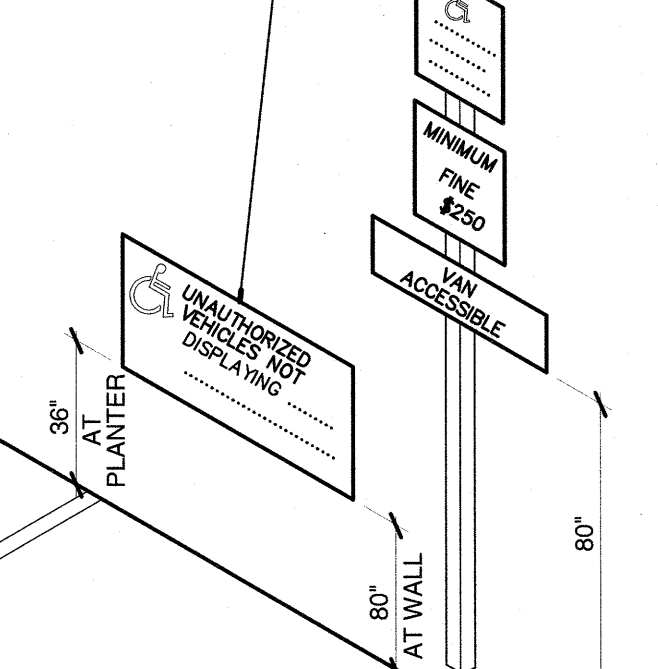 MINIMUM
FINE
$250
VAN
ACCESSIBLE
UNAUTHORIZED
VEHICLES NOT
DISPLAYING ........
........................
36"
AT
PLANTER
80"
AT WALL
80"